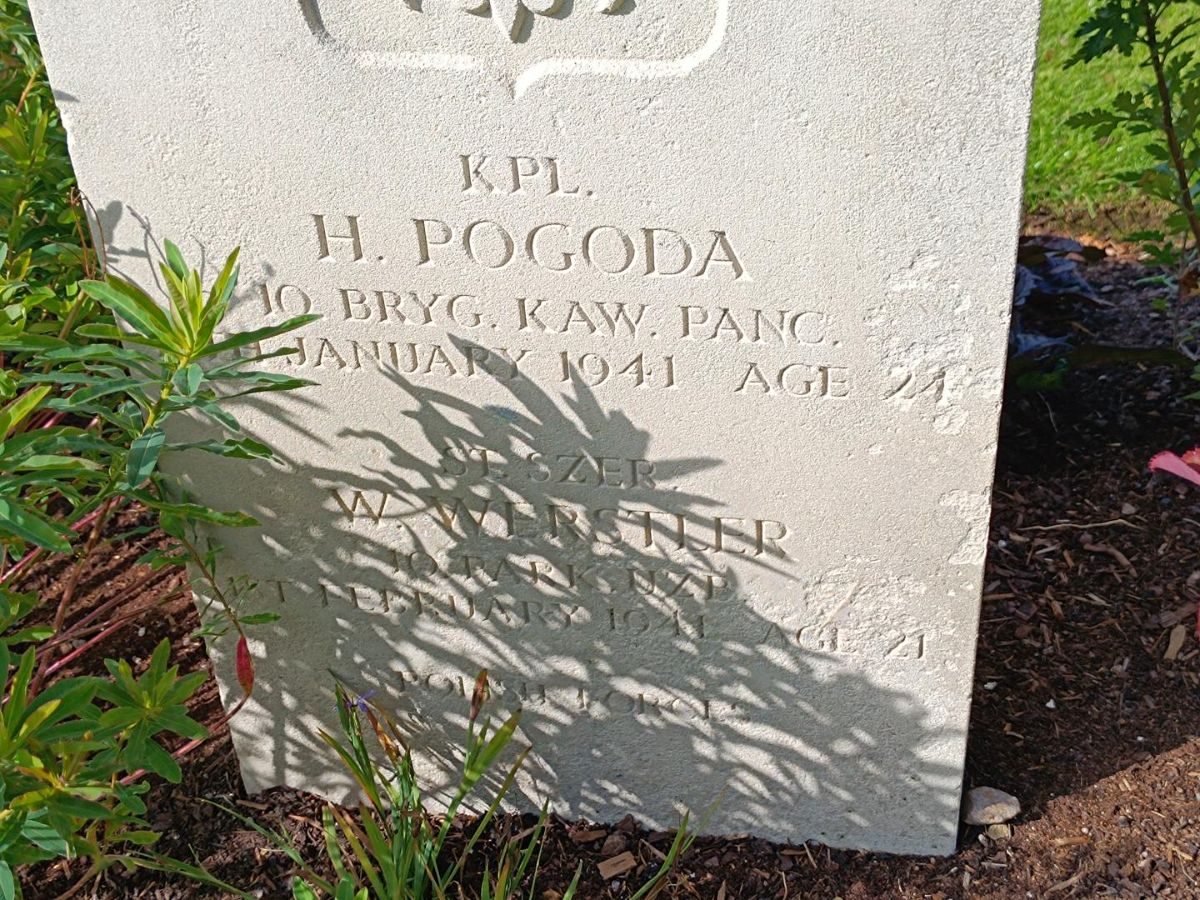 KPL.
H. POGODA
10. BRYG. KAW. PANC.
JANUARY 1941 AGE 24
ST. SZER.
W. WERSTLER
10. PARK. UZP.
1ST FEBRUARY 1941 AGE 21
POLISH FORCES